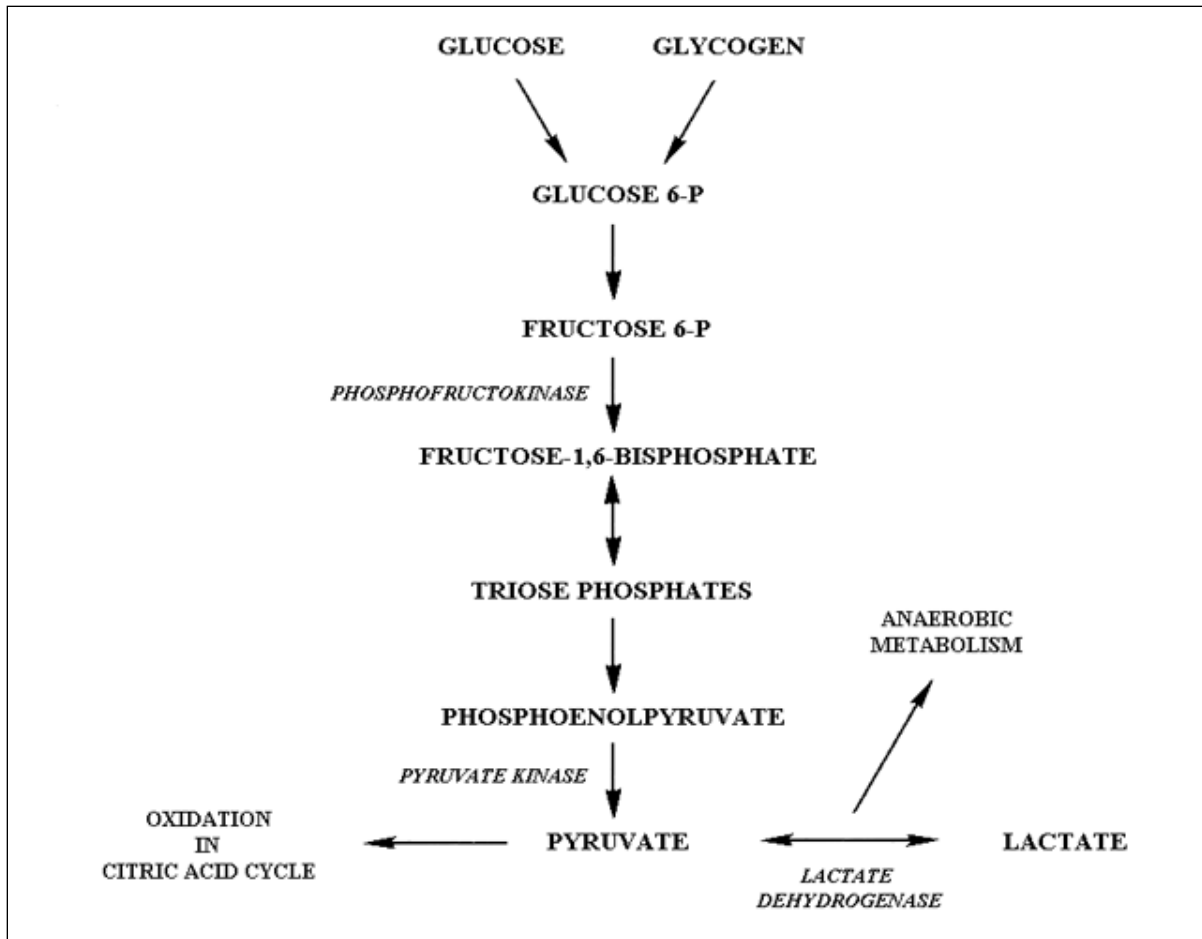 GLUCOSE
GLYCOGEN
GLUCOSE 6-P
FRUCTOSE 6-P
PHOSPHOFRUCTOKINASE
FRUCTOSE-1,6-BISPHOSPHATE
TRIOSE PHOSPHATES
ANAEROBIC
METABOLISM
PHOSPHOENOLPYRUVATE
PYRUVATE KINASE
OXIDATION
IN
CITRIC ACID CYCLE
PYRUVATE
LACTATE
LACTATE
DEHYDROGENASE